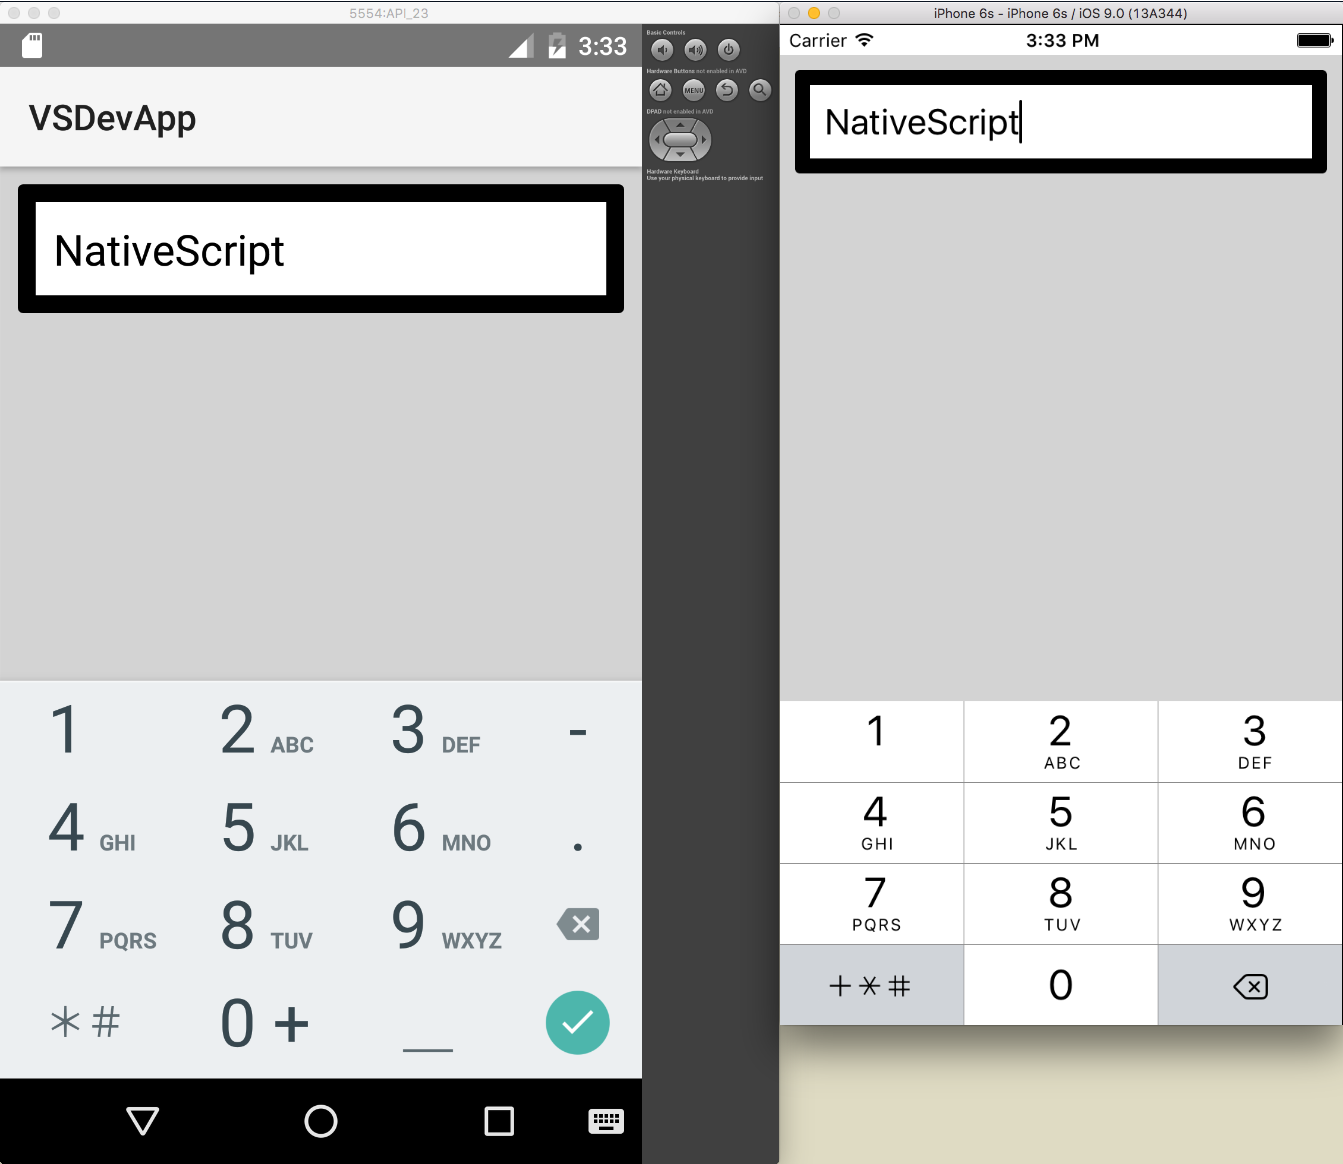 5554:API_23
3:33
VSDevApp
NativeScript
1 2 ABC 3 DEF -
4 GHI 5 JKL 6 MNO .
7 PQRS 8 TUV 9 WXYZ
* # 0 +
Basic Controls
Hardware Buttons not enabled in AVD
MENU
DPAD not enabled in AVD
Hardware Keyboard
Use your physical keyboard to provide input
iPhone 6s - iPhone 6s / iOS 9.0 (13A344)
Carrier 3:33 PM
NativeScript
1 2 3
ABC DEF
4 5 6
GHI JKL MNO
7 8 9
PQRS TUV WXYZ
+ * # 0